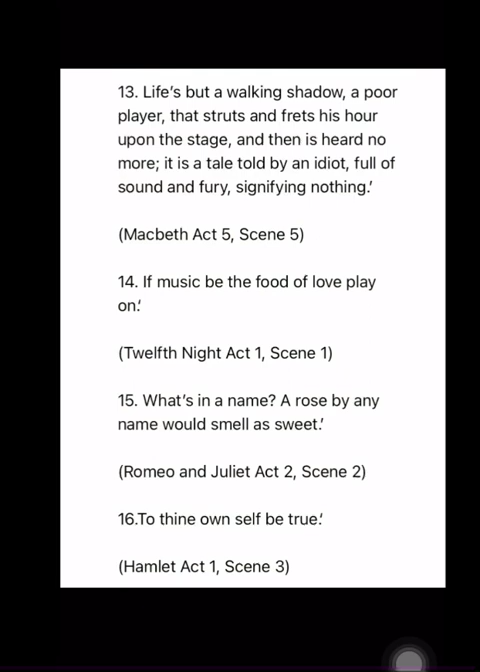 13. Life’s but a walking shadow, a poor
player, that struts and frets his hour
upon the stage, and then is heard no
more; it is a tale told by an idiot, full of
sound and fury, signifying nothing.’
(Macbeth Act 5, Scene 5)
14. If music be the food of love play
on.’
(Twelfth Night Act 1, Scene 1)
15. What’s in a name? A rose by any
name would smell as sweet.’
(Romeo and Juliet Act 2, Scene 2)
16.To thine own self be true.’
(Hamlet Act 1, Scene 3)